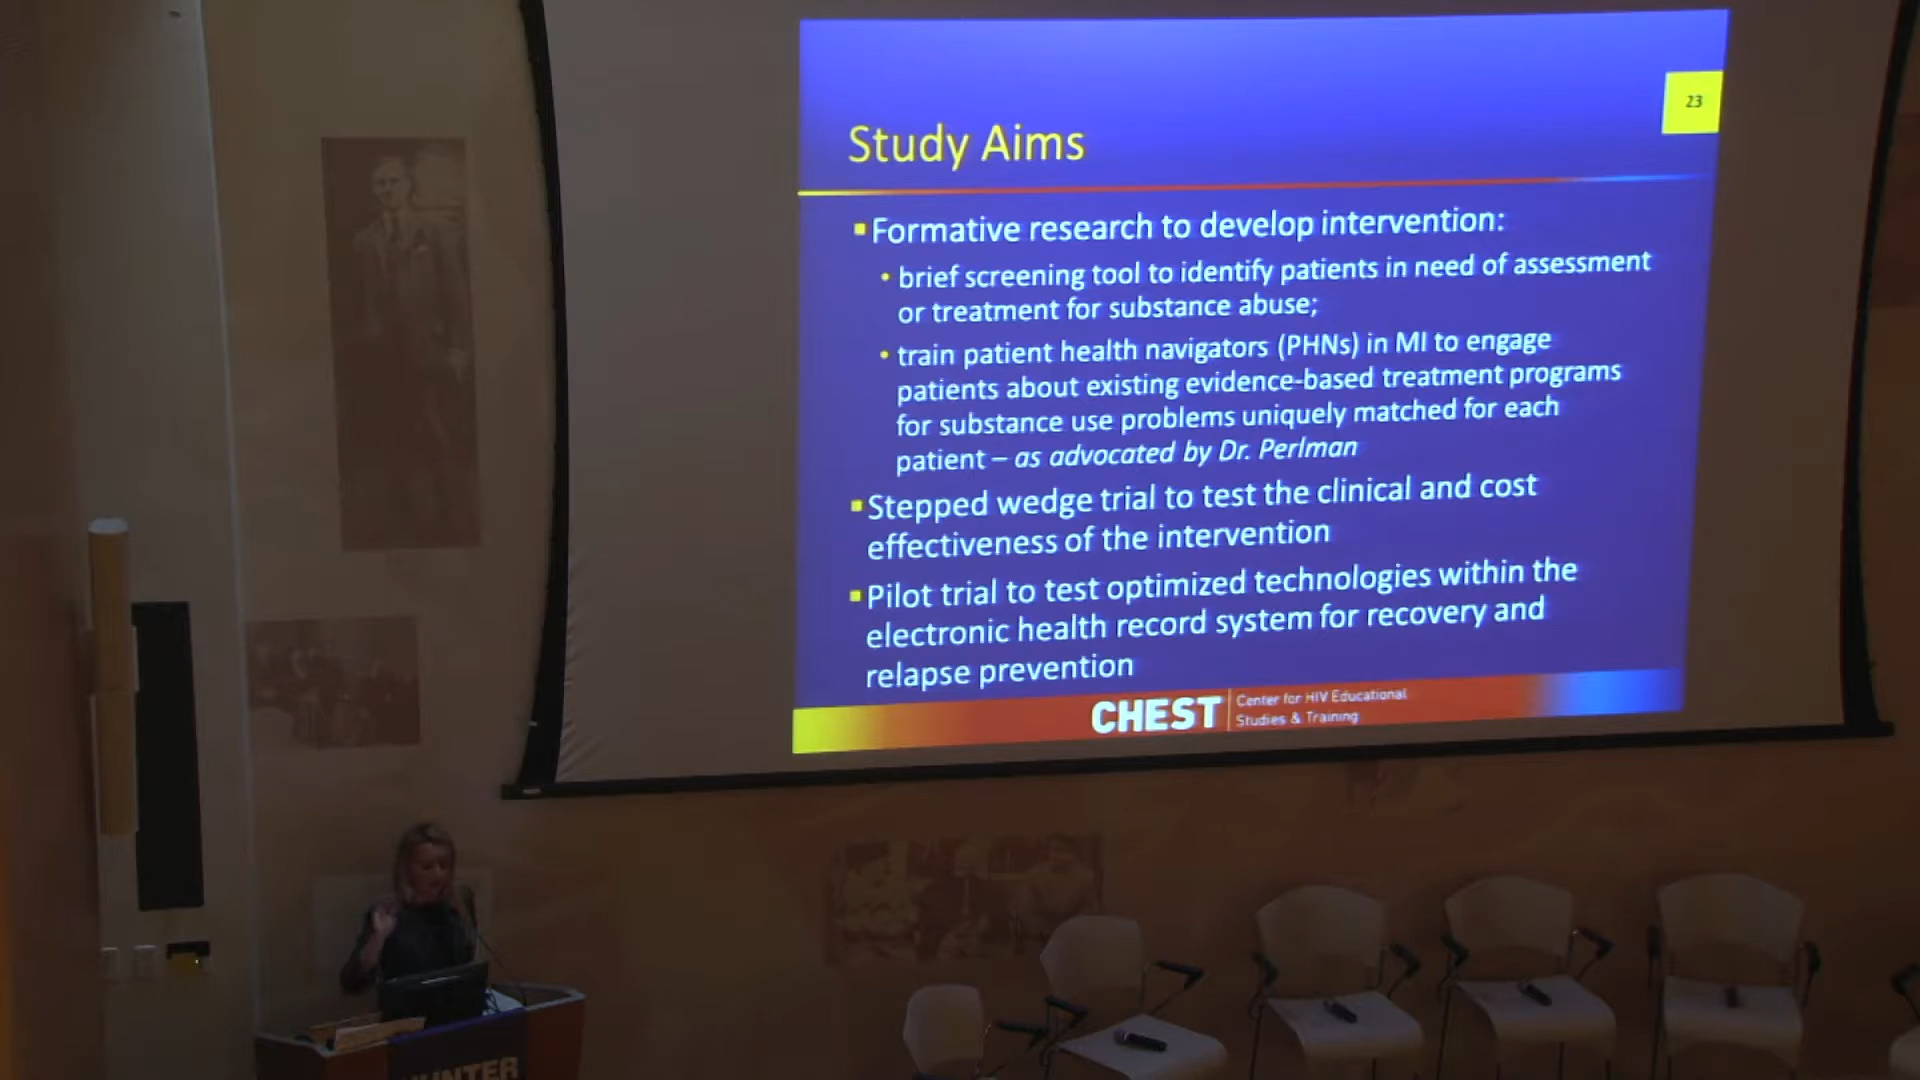 23
Study Aims
Formative research to develop intervention:
brief screening tool to identify patients in need of assessment
or treatment for substance abuse;
train patient health navigators (PHNs) in MI to engage
patients about existing evidence-based treatment programs
for substance use problems uniquely matched for each
patient – as advocated by Dr. Perlman
Stepped wedge trial to test the clinical and cost
effectiveness of the intervention
Pilot trial to test optimized technologies within the
electronic health record system for recovery and
relapse prevention
CHEST
Center for HIV Educational
Studies & Training
HUNTER